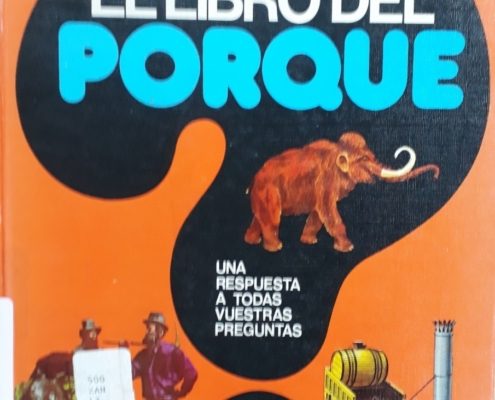 EL LIBRO DEL
PORQUE
UNA
RESPUESTA
A TODAS
VUESTRAS
PREGUNTAS